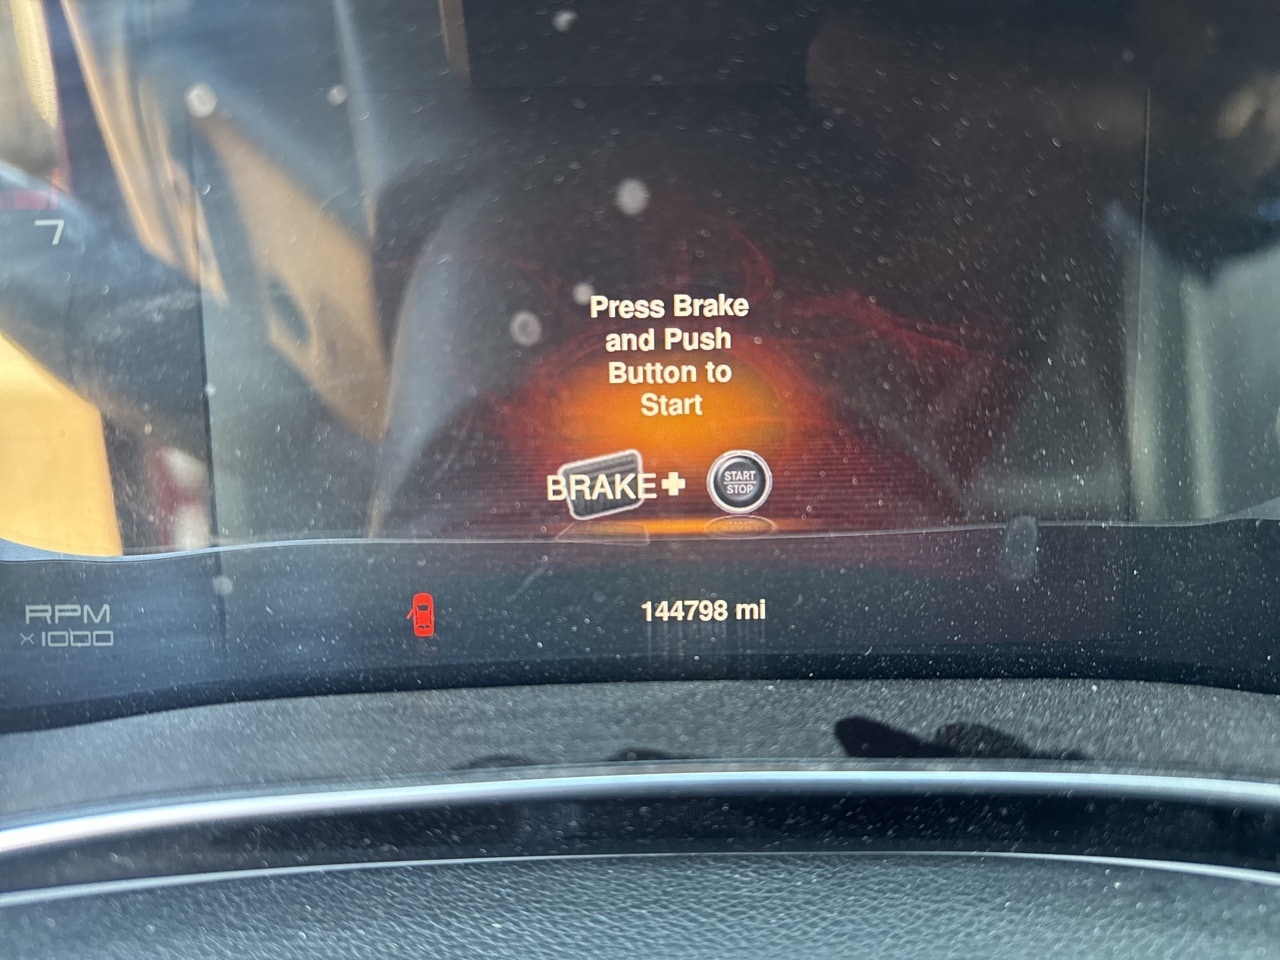 7
Press Brake
and Push
Button to
Start
BRAKE+
START
STOP
RPM
x1000
144798 mi